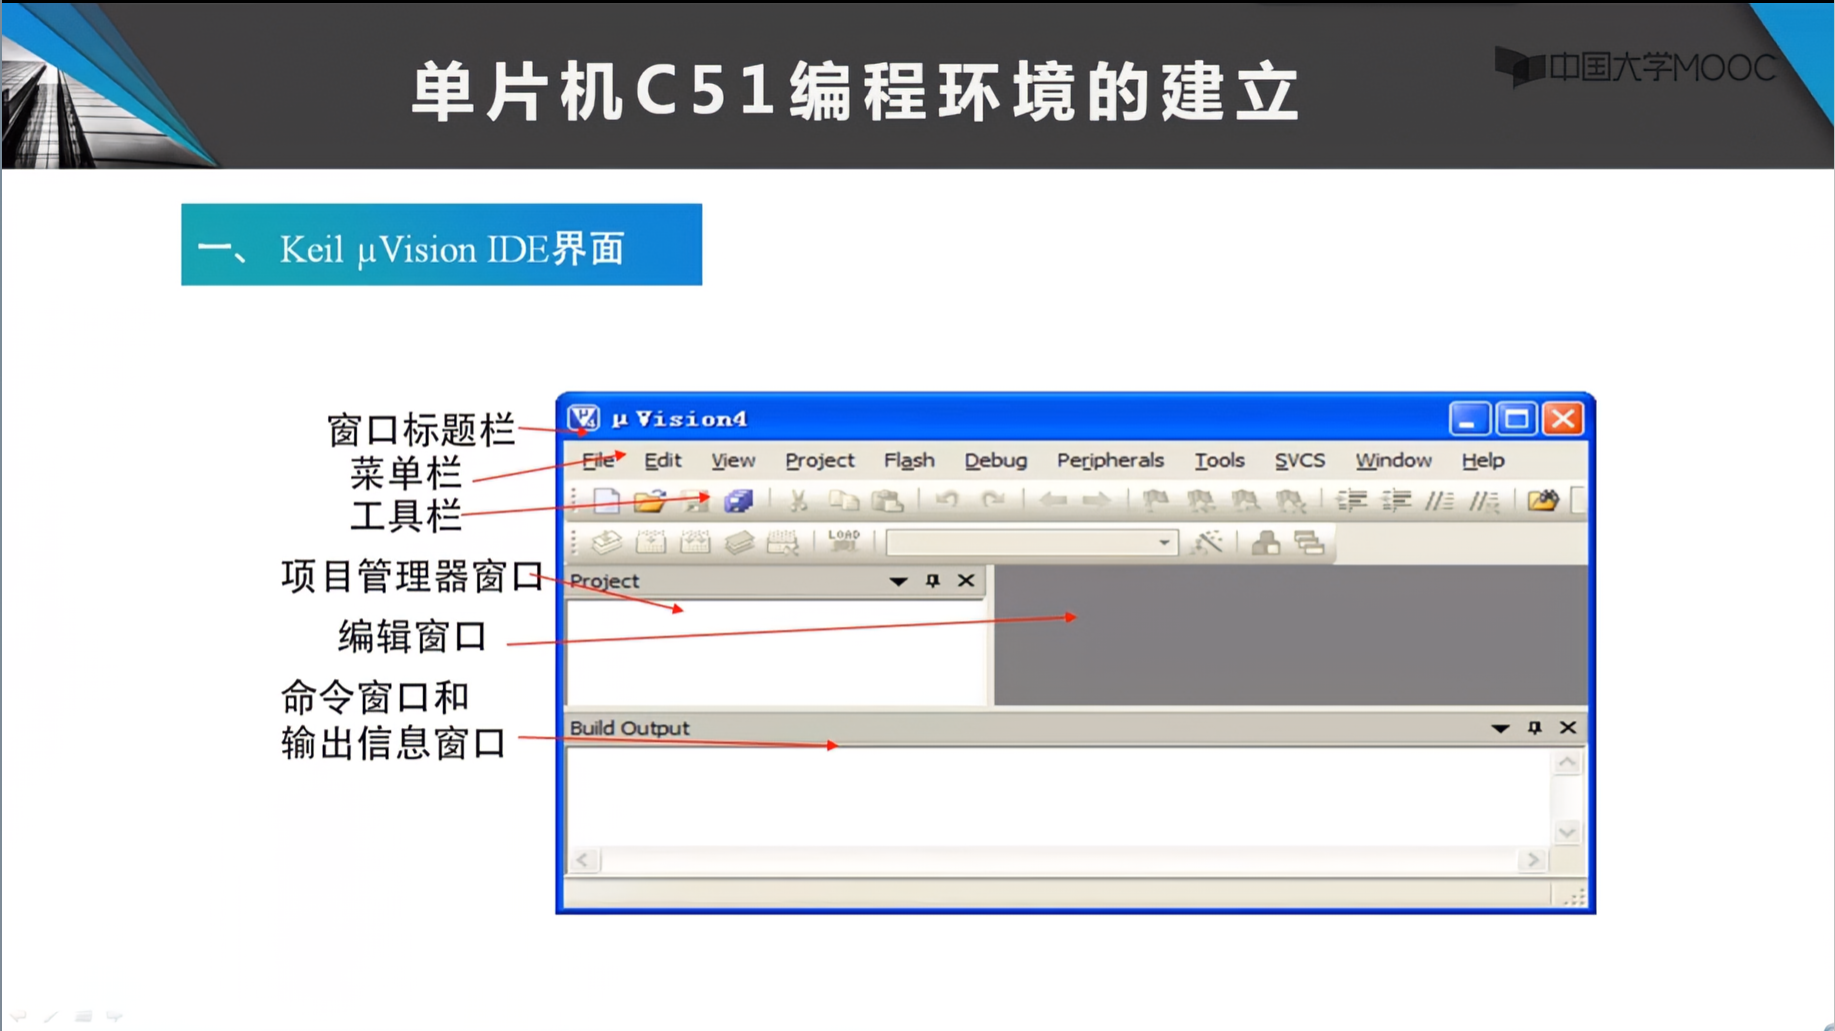 单片机C51编程环境的建立
中国大学MOOC
一、 Keil μVision IDE界面
窗口标题栏
菜单栏
工具栏
项目管理器窗口
编辑窗口
命令窗口和
输出信息窗口
μVision4
File Edit View Project Flash Debug Peripherals Tools SVCS Window Help
LOAD
Project
Build Output